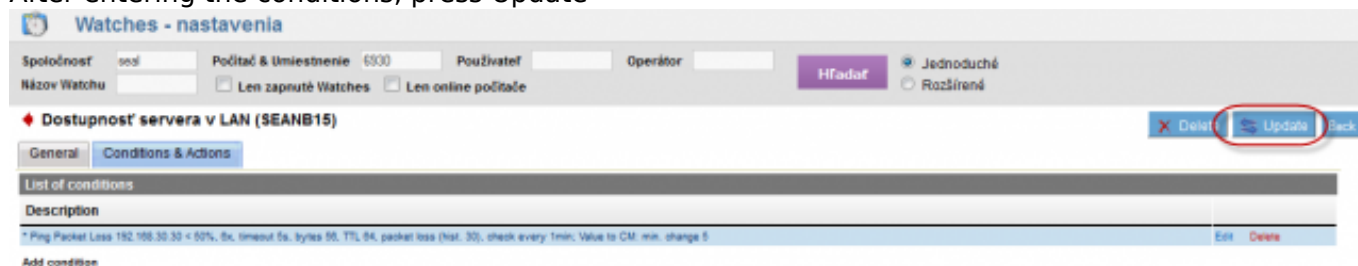 After entering the conditions, press Update
Watches - nastavenia
Spoločnosť seal Počítač & Umiestnenie 6930 Používateľ Operátor
Hľadať
Jednoduché
Rozšírené
Názov Watchu Len zapnuté Watches Len online počítače
Dostupnosť servera v LAN (SEANB15)
Delete Update Back
General Conditions & Actions
List of conditions
Description
* Ping Packet Loss 192.168.30.30 < 60%, 6x, timeout 5s, bytes 56, TTL 64, packet loss (hist. 30), check every 1min; Value to CM: min. change 5 Edit Delete
Add condition